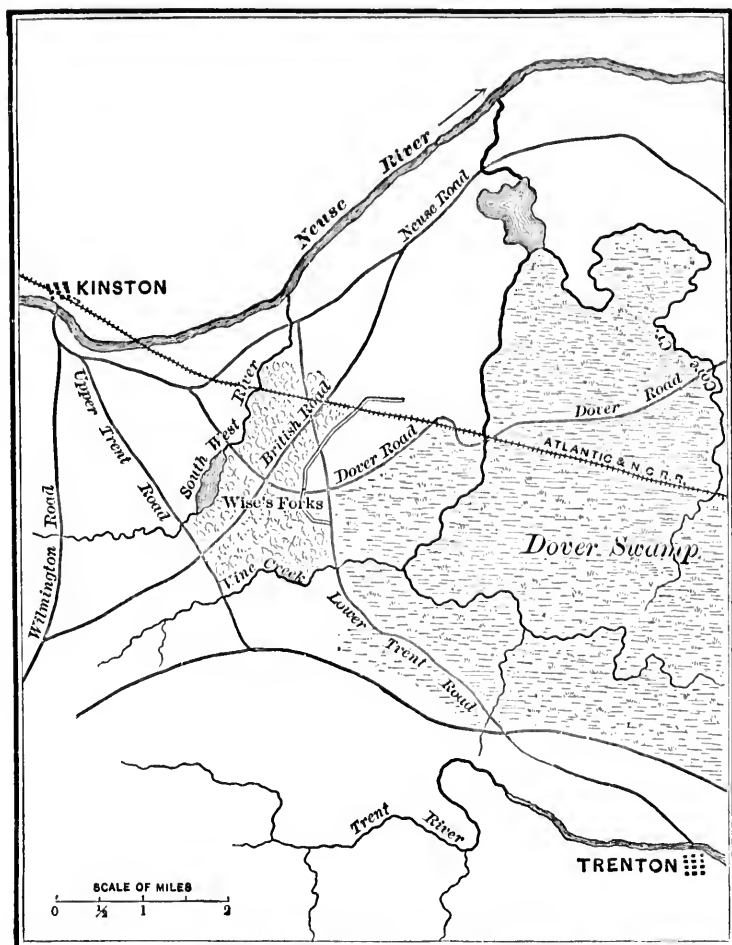 Neuse River
Neuse Road
KINSTON
Upper Trent Road
South West River
British Road
Dover Road
Dover Road
Cove Cr.
ATLANTIC & N.C.R.R.
Wilmington Road
Wise's Forks
Dover Swamp
Vine Creek
Lower Trent Road
Trent River
TRENTON
SCALE OF MILES
0 ½ 1 2